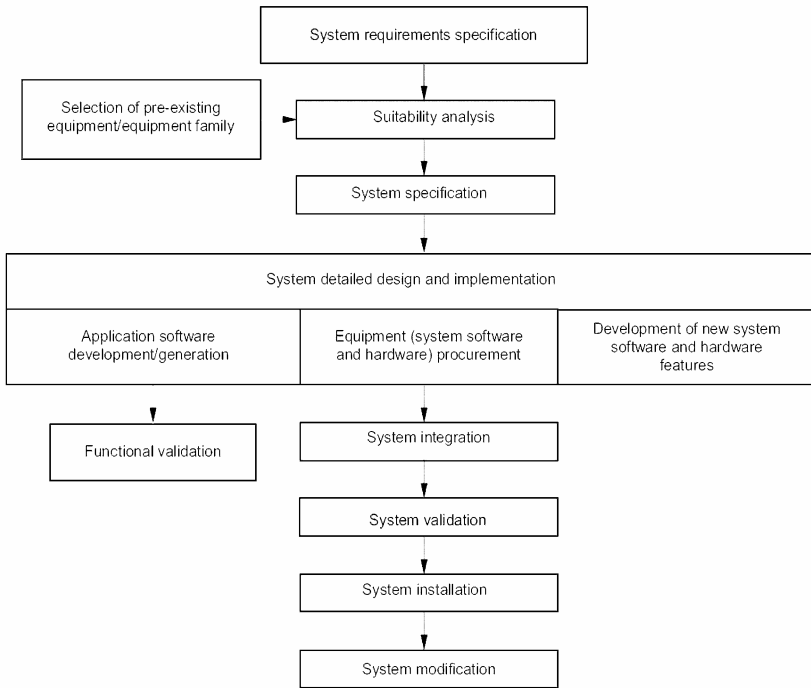 System requirements specification
Selection of pre-existing
equipment/equipment family
Suitability analysis
System specification
System detailed design and implementation
Application software
development/generation
Equipment (system software
and hardware) procurement
Development of new system
software and hardware
features
Functional validation
System integration
System validation
System installation
System modification